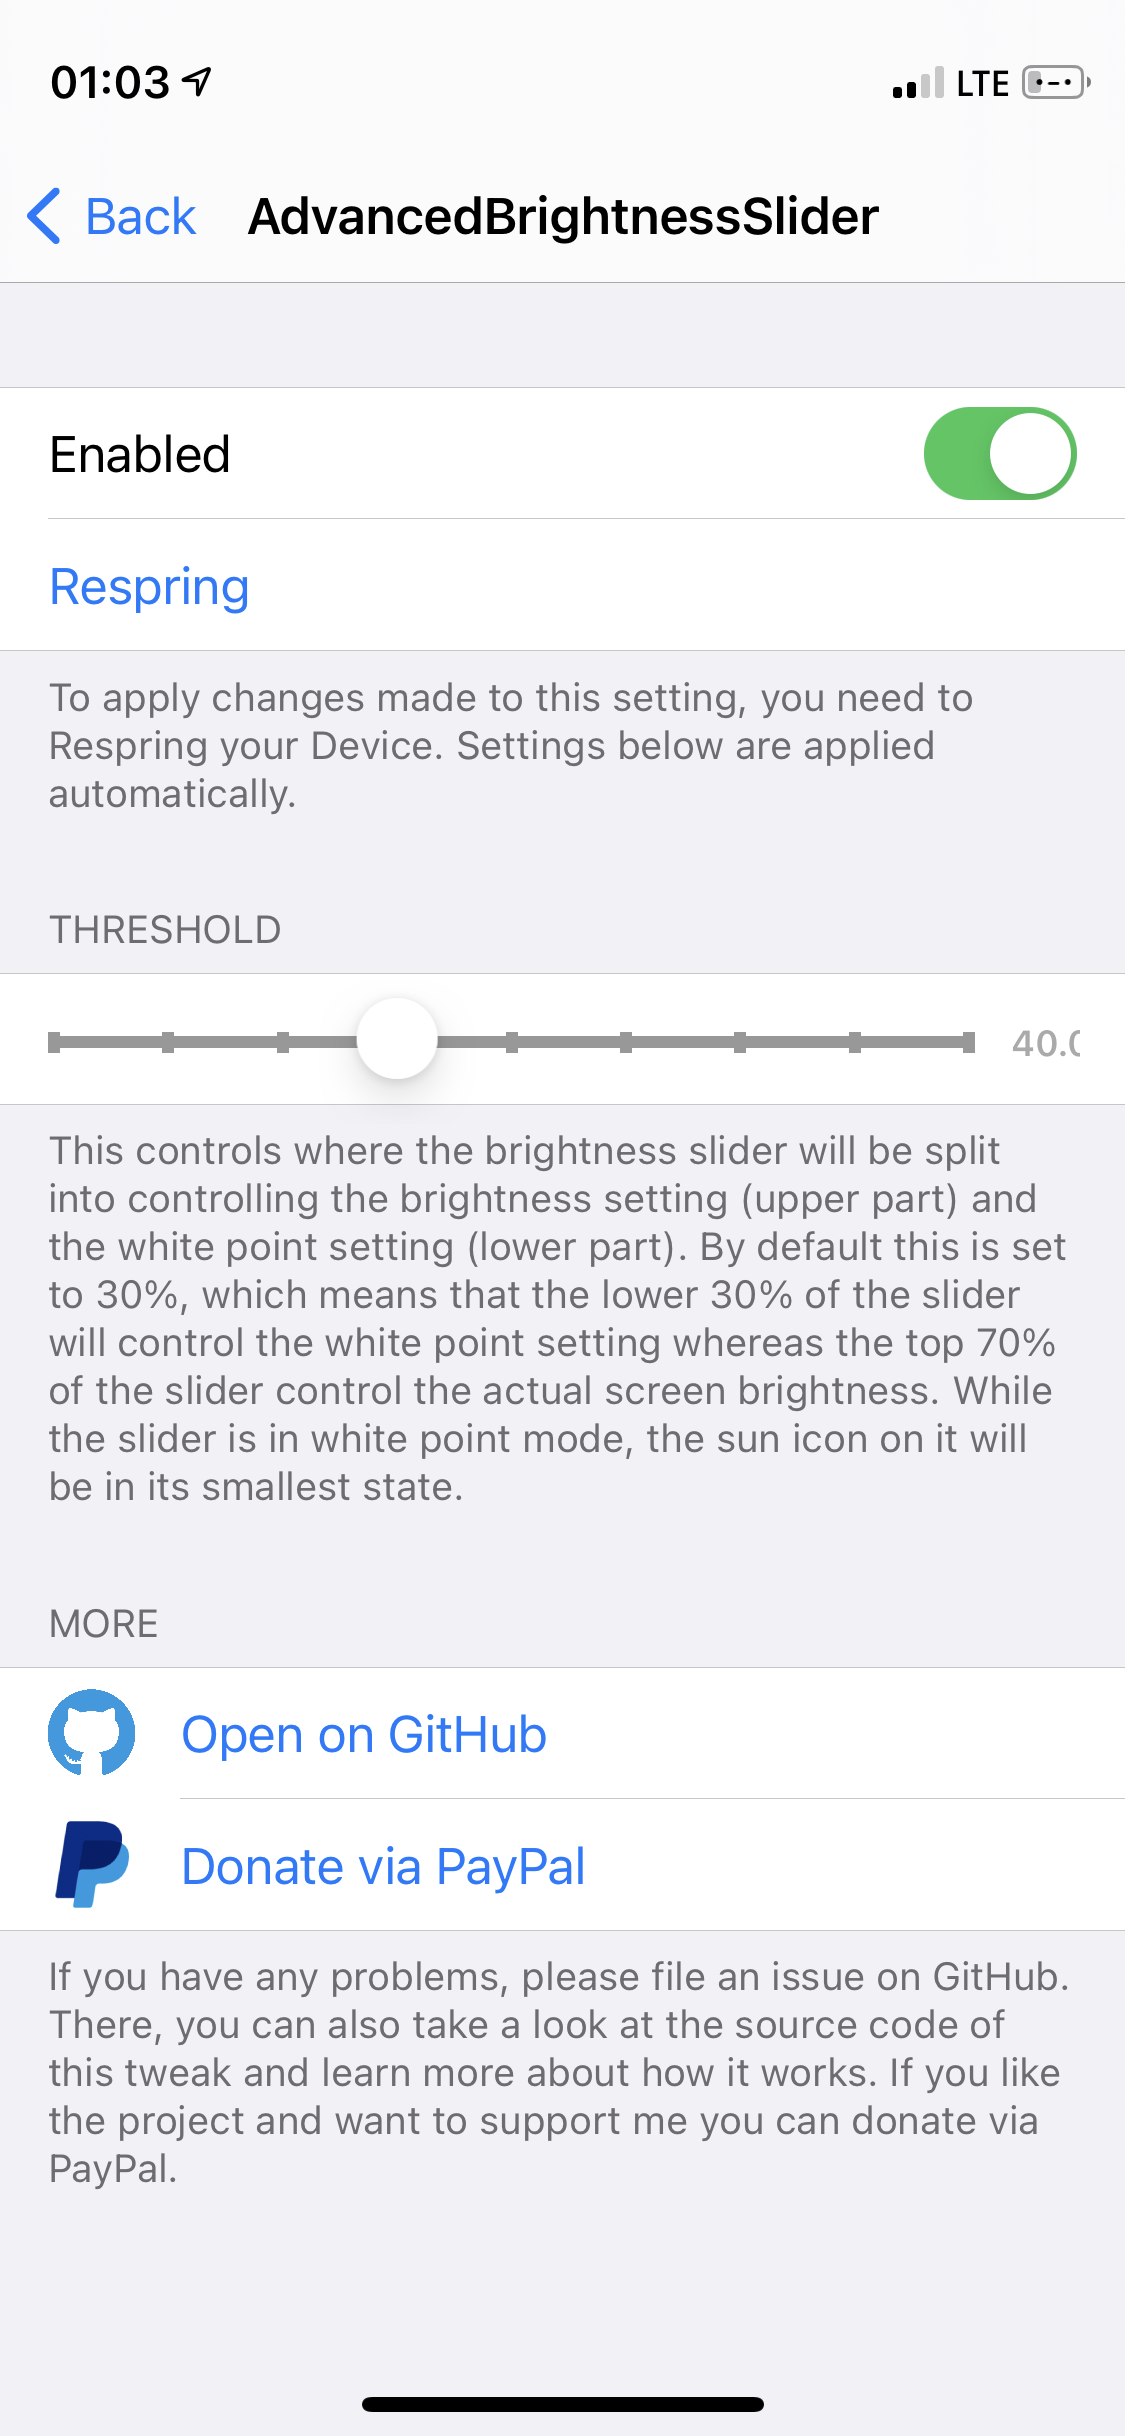 01:03 LTE
Back AdvancedBrightnessSlider
Enabled
Respring
To apply changes made to this setting, you need to
Respring your Device. Settings below are applied
automatically.
THRESHOLD
40.0
This controls where the brightness slider will be split
into controlling the brightness setting (upper part) and
the white point setting (lower part). By default this is set
to 30%, which means that the lower 30% of the slider
will control the white point setting whereas the top 70%
of the slider control the actual screen brightness. While
the slider is in white point mode, the sun icon on it will
be in its smallest state.
MORE
Open on GitHub
Donate via PayPal
If you have any problems, please file an issue on GitHub.
There, you can also take a look at the source code of
this tweak and learn more about how it works. If you like
the project and want to support me you can donate via
PayPal.